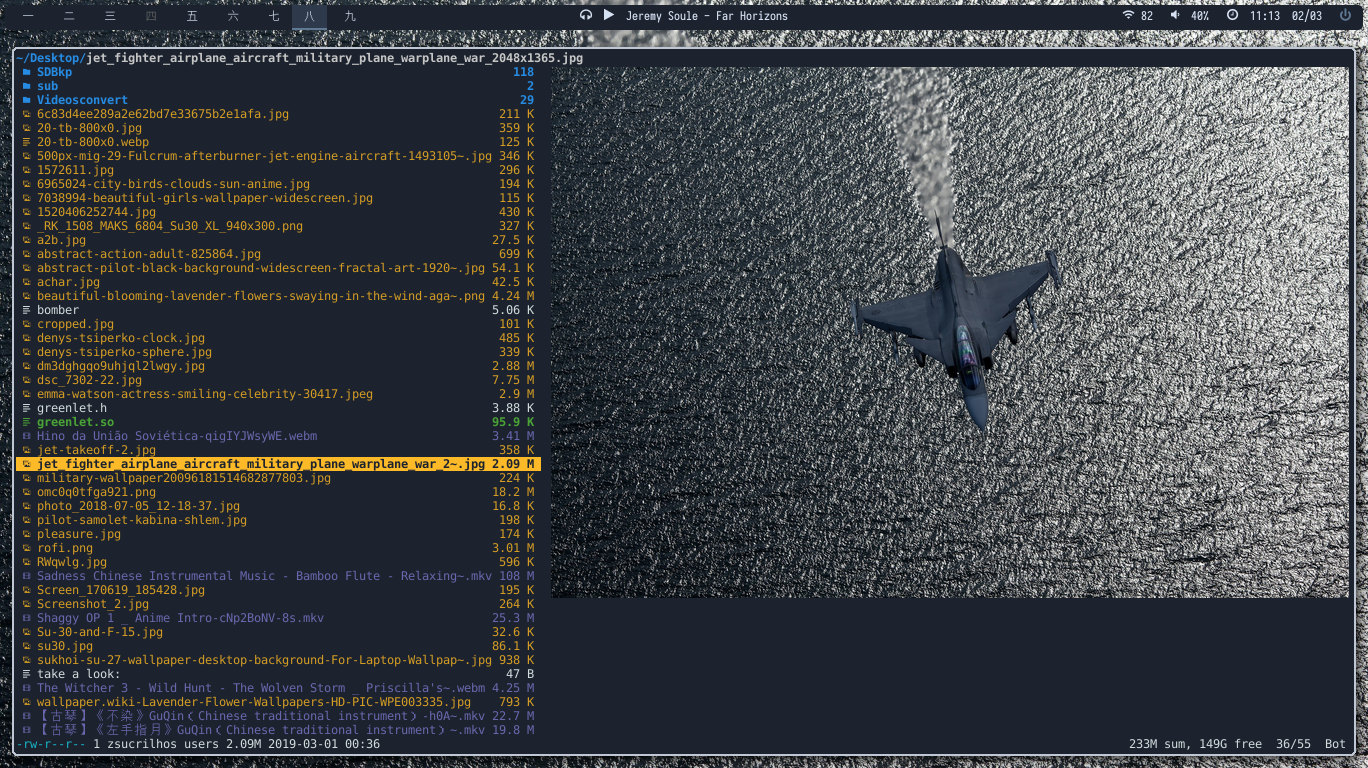 一 二 三 四 五 六 七 八 九 Jeremy Soule - Far Horizons 82 40% 11:13 02/03
~/Desktop/jet_fighter_airplane_aircraft_military_plane_warplane_war_2048x1365.jpg
SDBkp 118
sub 2
Videosconvert 29
6c83d4ee289a2e62bd7e33675b2e1afa.jpg 211 K
20-tb-800x0.jpg 359 K
20-tb-800x0.webp 125 K
500px-mig-29-Fulcrum-afterburner-jet-engine-aircraft-1493105~.jpg 346 K
1572611.jpg 296 K
6965024-city-birds-clouds-sun-anime.jpg 194 K
7038994-beautiful-girls-wallpaper-widescreen.jpg 115 K
1520406252744.jpg 430 K
_RK_1508_MAKS_6804_Su30_XL_940x300.png 327 K
a2b.jpg 27.5 K
abstract-action-adult-825864.jpg 699 K
abstract-pilot-black-background-widescreen-fractal-art-1920~.jpg 54.1 K
achar.jpg 42.5 K
beautiful-blooming-lavender-flowers-swaying-in-the-wind-aga~.png 4.24 M
bomber 5.06 K
cropped.jpg 101 K
denys-tsiperko-clock.jpg 485 K
denys-tsiperko-sphere.jpg 339 K
dm3dghgqo9uhjql2lwgy.jpg 2.88 M
dsc_7302-22.jpg 7.75 M
emma-watson-actress-smiling-celebrity-30417.jpeg 2.9 M
greenlet.h 3.88 K
greenlet.so 95.9 K
Hino da União Soviética-qigIYJWsyWE.webm 3.41 M
jet-takeoff-2.jpg 358 K
jet_fighter_airplane_aircraft_military_plane_warplane_war_2~.jpg 2.09 M
military-wallpaper2009618151468287​7803.jpg 224 K
omc0q0tfga921.png 18.2 M
photo_2018-07-05_12-18-37.jpg 16.8 K
pilot-samolet-kabina-shlem.jpg 198 K
pleasure.jpg 174 K
rofi.png 3.01 M
RWqwlg.jpg 596 K
Sadness Chinese Instrumental Music - Bamboo Flute - Relaxing~.mkv 108 M
Screen_170619_185428.jpg 195 K
Screenshot_2.jpg 264 K
Shaggy OP 1 _ Anime Intro-cNp2BoNV-8s.mkv 25.3 M
Su-30-and-F-15.jpg 32.6 K
su30.jpg 86.1 K
sukhoi-su-27-wallpaper-desktop-background-For-Laptop-Wallpap~.jpg 938 K
take a look: 47 B
The Witcher 3 - Wild Hunt - The Wolven Storm _ Priscilla's~.webm 4.25 M
wallpaper.wiki-Lavender-Flower-Wallpapers-HD-PIC-WPE003335.jpg 793 K
【古琴】《不染》GuQin（Chinese traditional instrument）-h0A~.mkv 22.7 M
【古琴】《左手指月》GuQin（Chinese traditional instrument）~.mkv 19.8 M
-rw-r--r-- 1 zsucrilhos users 2.09M 2019-03-01 00:36 233M sum, 149G free 36/55 Bot